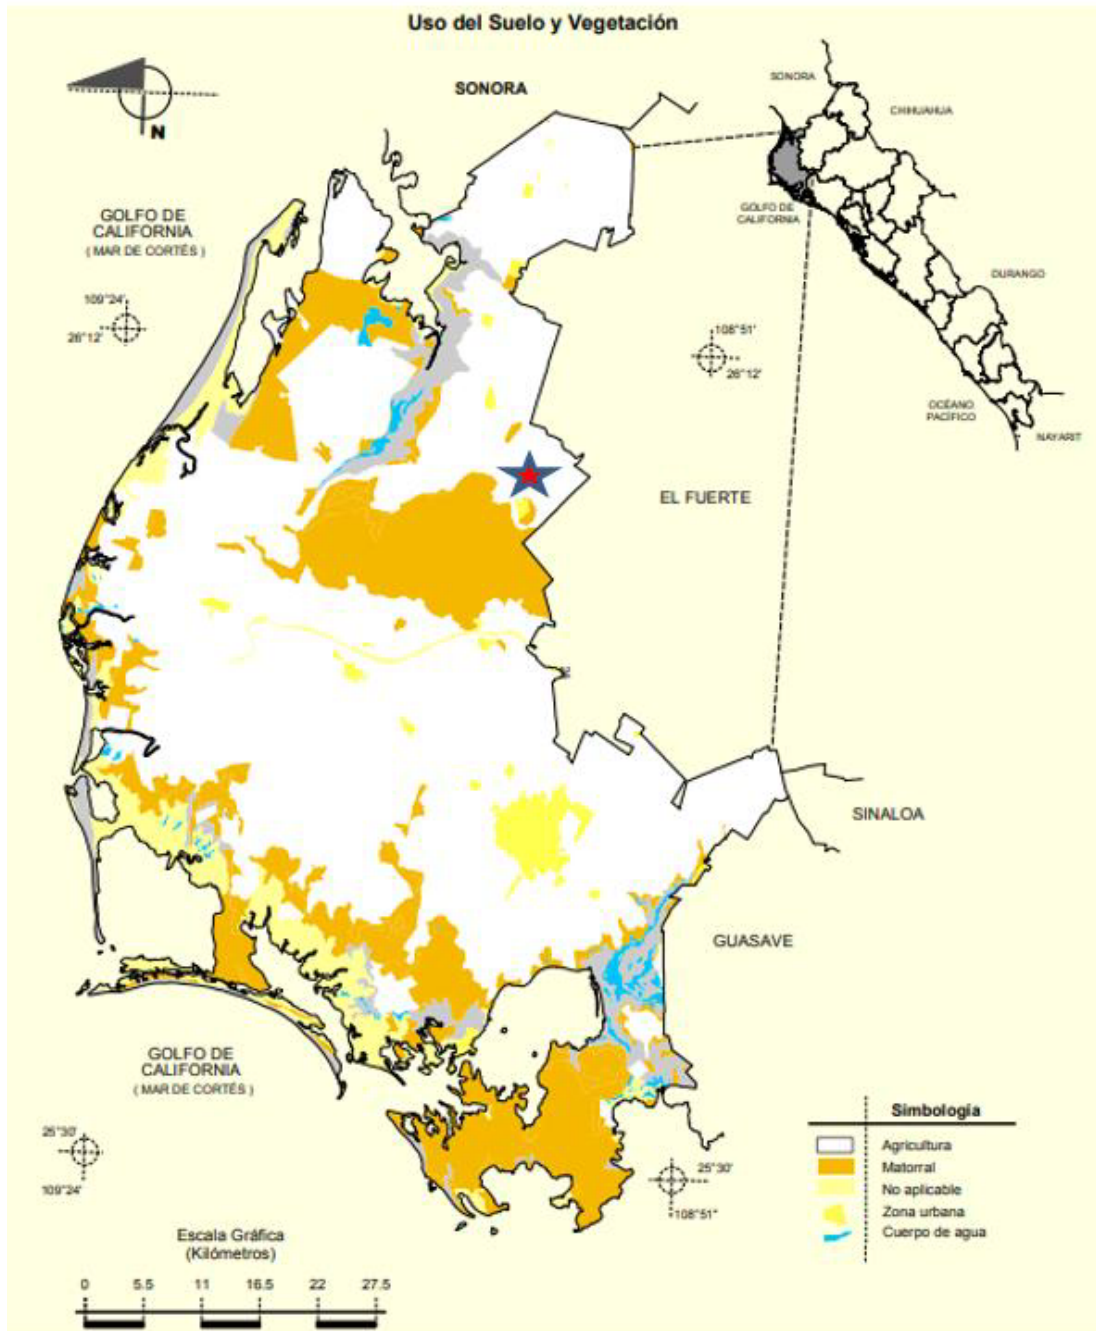 Uso del Suelo y Vegetación
SONORA
SONORA
CHIHUAHUA
GOLFO DE
CALIFORNIA
DURANGO
OCÉANO
PACÍFICO
NAYARIT
N
GOLFO DE
CALIFORNIA
( MAR DE CORTÉS )
109°24'
26°12'
108°51'
26°12'
EL FUERTE
SINALOA
GUASAVE
GOLFO DE
CALIFORNIA
( MAR DE CORTÉS )
25°30'
109°24'
25°30'
108°51"
Simbología
Agricultura
Matorral
No aplicable
Zona urbana
Cuerpo de agua
Escala Gráfica
(Kilómetros)
0 5.5 11 16.5 22 27.5